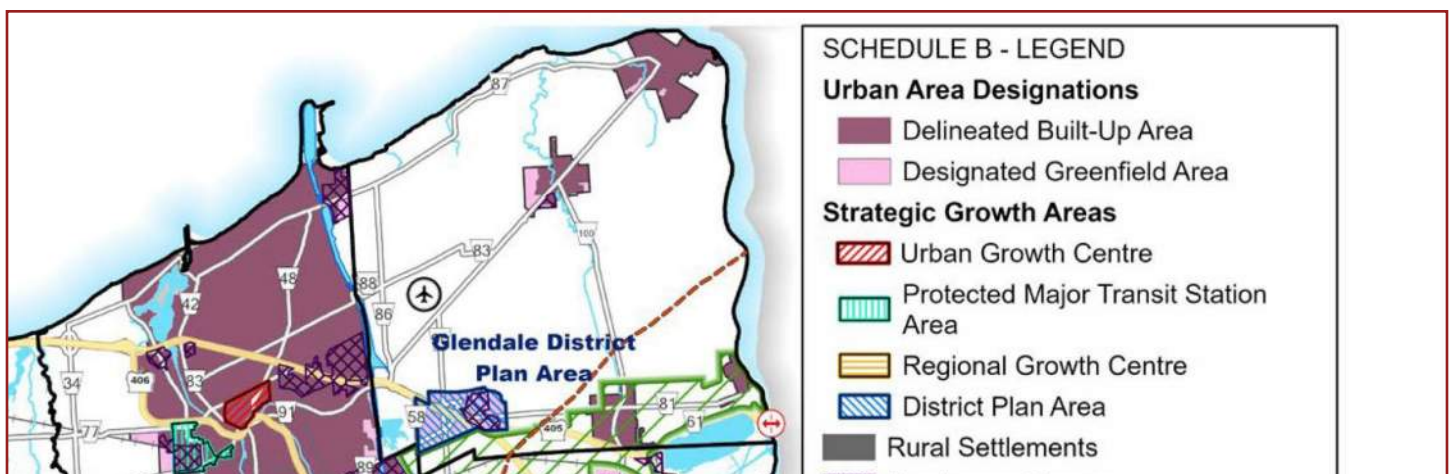 SCHEDULE B - LEGEND
Urban Area Designations
Delineated Built-Up Area
Designated Greenfield Area
Strategic Growth Areas
Urban Growth Centre
Protected Major Transit Station
Area
Regional Growth Centre
District Plan Area
Rural Settlements
87
100
83
48
88
42
86
Glendale District
Plan Area
34
406
83
91
58
81
61
77
405
89